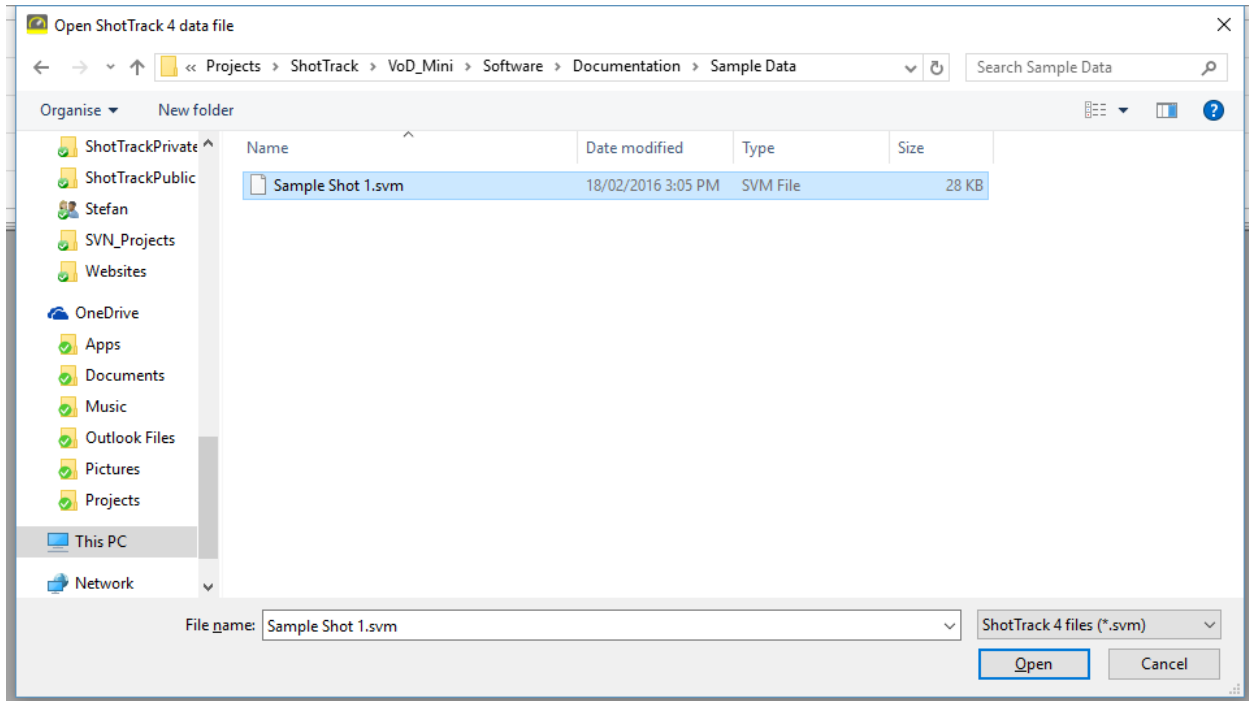 Open ShotTrack 4 data file
« Projects > ShotTrack > VoD_Mini > Software > Documentation > Sample Data
Search Sample Data
Organise
New folder
Name Date modified Type Size
Sample Shot 1.svm 18/02/2016 3:05 PM SVM File 28 KB
ShotTrackPrivate
ShotTrackPublic
Stefan
SVN_Projects
Websites
OneDrive
Apps
Documents
Music
Outlook Files
Pictures
Projects
This PC
Network
File name: Sample Shot 1.svm
ShotTrack 4 files (*.svm)
Open Cancel